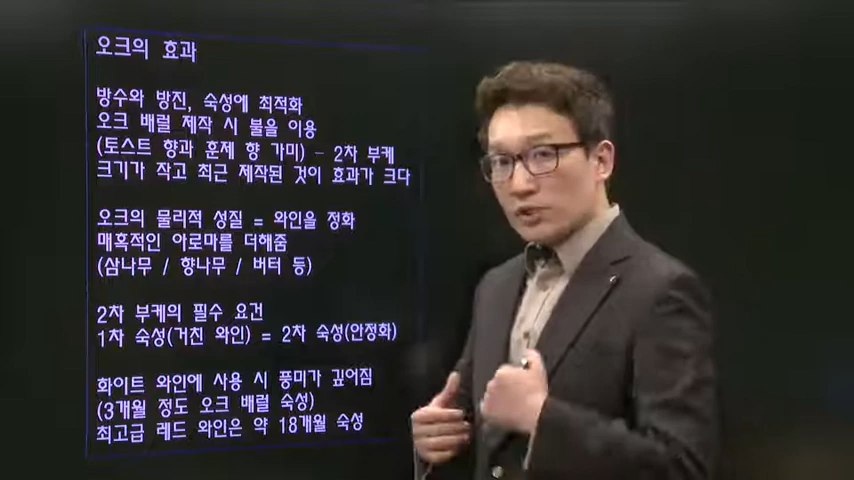 오크의 효과
방수와 방진, 숙성에 최적화
오크 배럴 제작 시 불을 이용
(토스트 향과 훈제 향 가미) - 2차 부케
크기가 작고 최근 제작된 것이 효과가 크다
오크의 물리적 성질 = 와인을 정화
매혹적인 아로마를 더해줌
(삼나무 / 향나무 / 버터 등)
2차 부케의 필수 요건
1차 숙성(거친 와인) = 2차 숙성(안정화)
화이트 와인에 사용 시 풍미가 깊어짐
(3개월 정도 오크 배럴 숙성)
최고급 레드 와인은 약 18개월 숙성